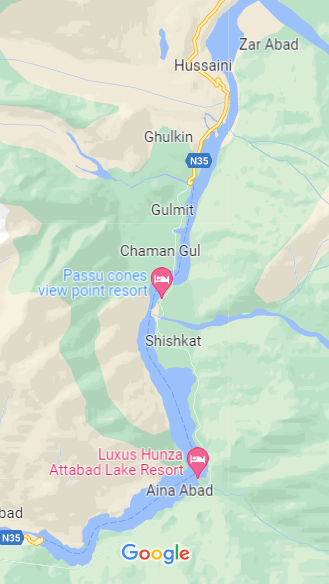 Zar Abad
Hussaini
Ghulkin
N35
Gulmit
Chaman Gul
Passu cones
view point resort
Shishkat
Luxus Hunza
Attabad Lake Resort
Aina Abad
bad
N35
Google